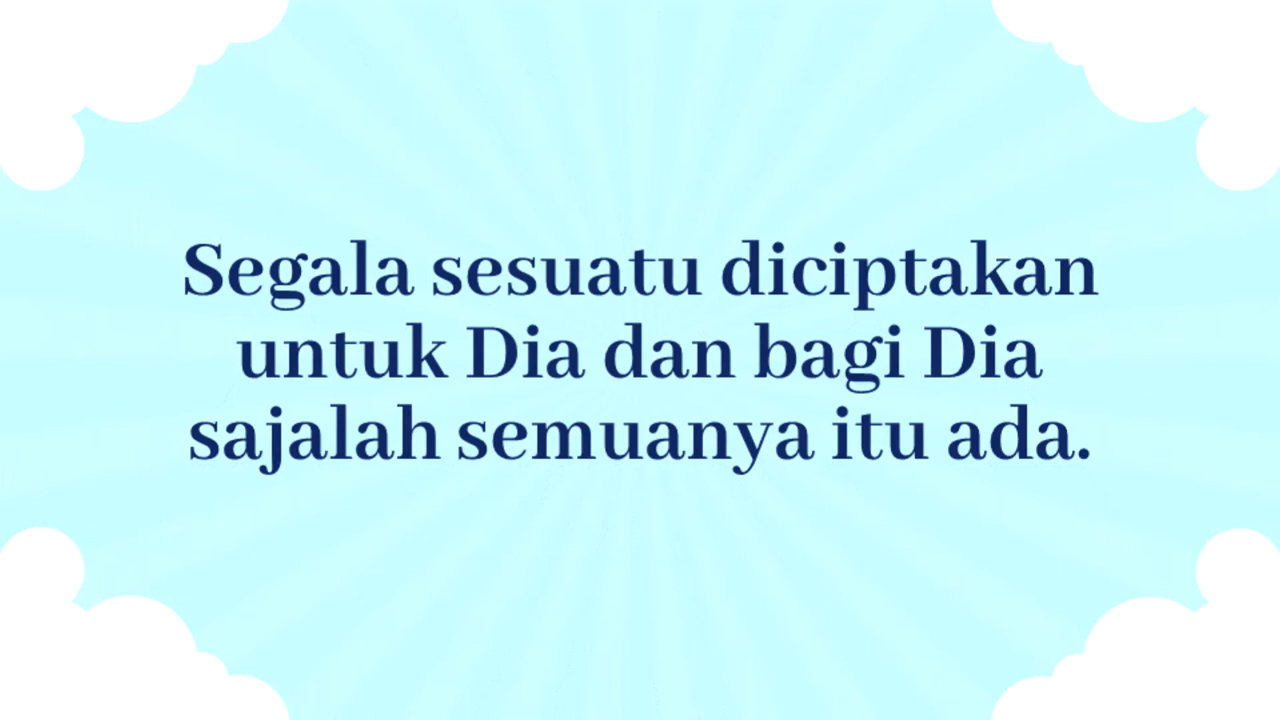 Segala sesuatu diciptakan
untuk Dia dan bagi Dia
sajalah semuanya itu ada.